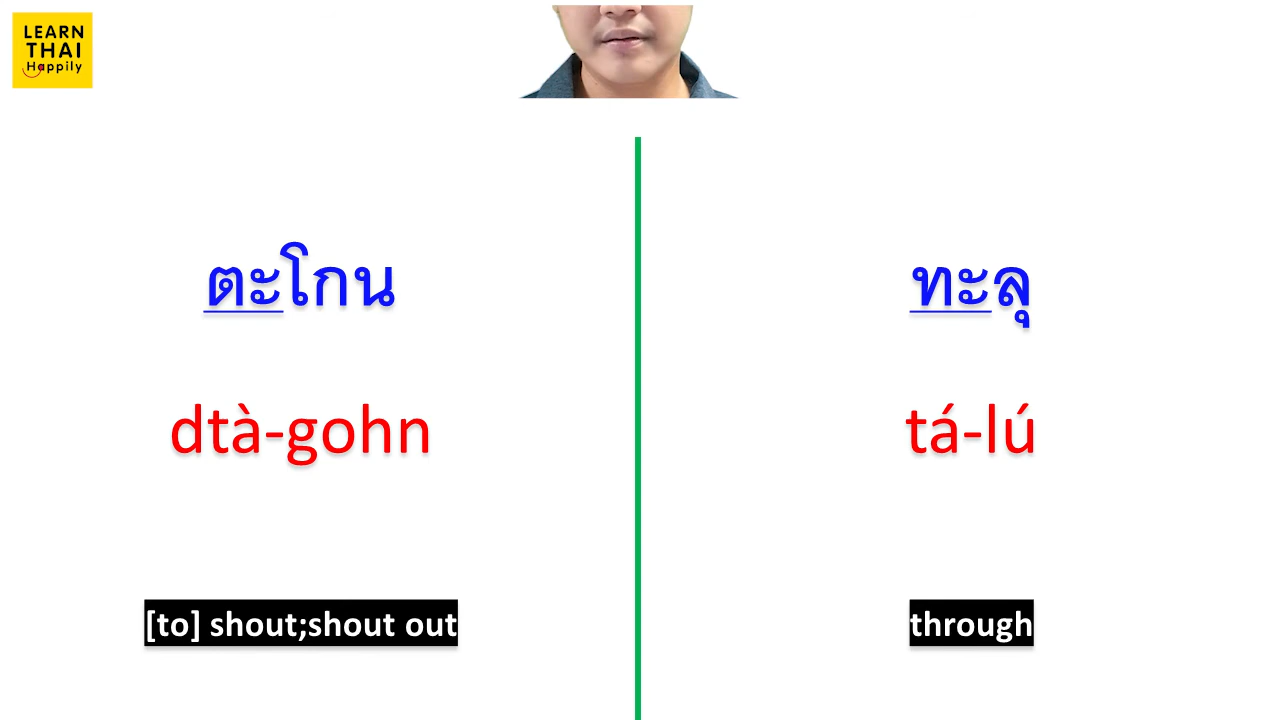 LEARN
THAI
Happily
ตะโกน
dtà-gohn
[to] shout;shout out
ทะลุ
tá-lú
through